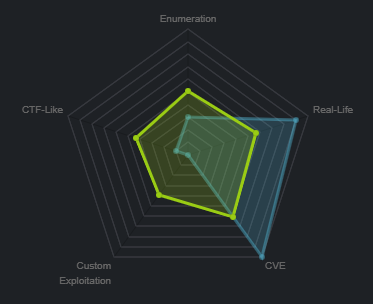 Enumeration
CTF-Like
Real-Life
Custom
Exploitation
CVE